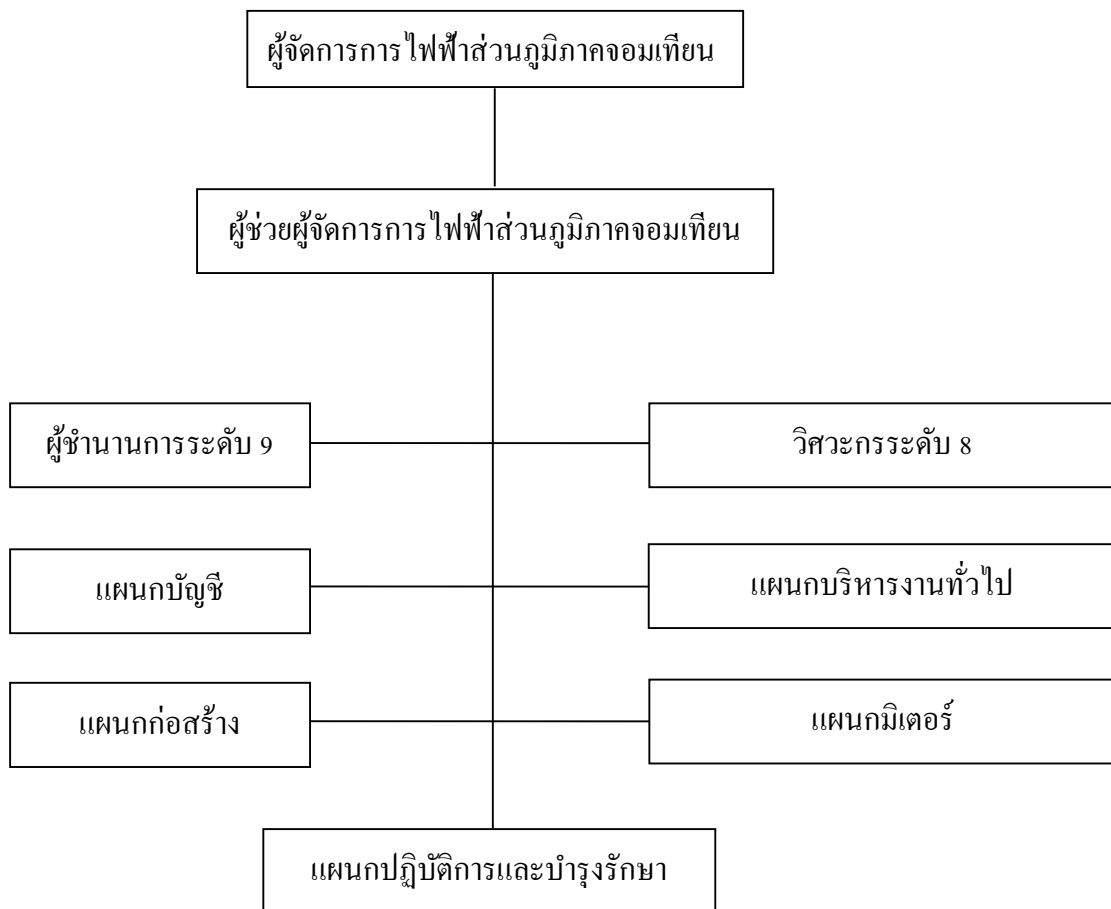 ผู้จัดการการไฟฟ้าส่วนภูมิภาคจอมเทียน
ผู้ช่วยผู้จัดการการไฟฟ้าส่วนภูมิภาคจอมเทียน
ผู้ชำนานการระดับ 9
วิศวะกรระดับ 8
แผนกบัญชี
แผนกบริหารงานทั่วไป
แผนกก่อสร้าง
แผนกมิเตอร์
แผนกปฏิบัติการและบำรุงรักษา